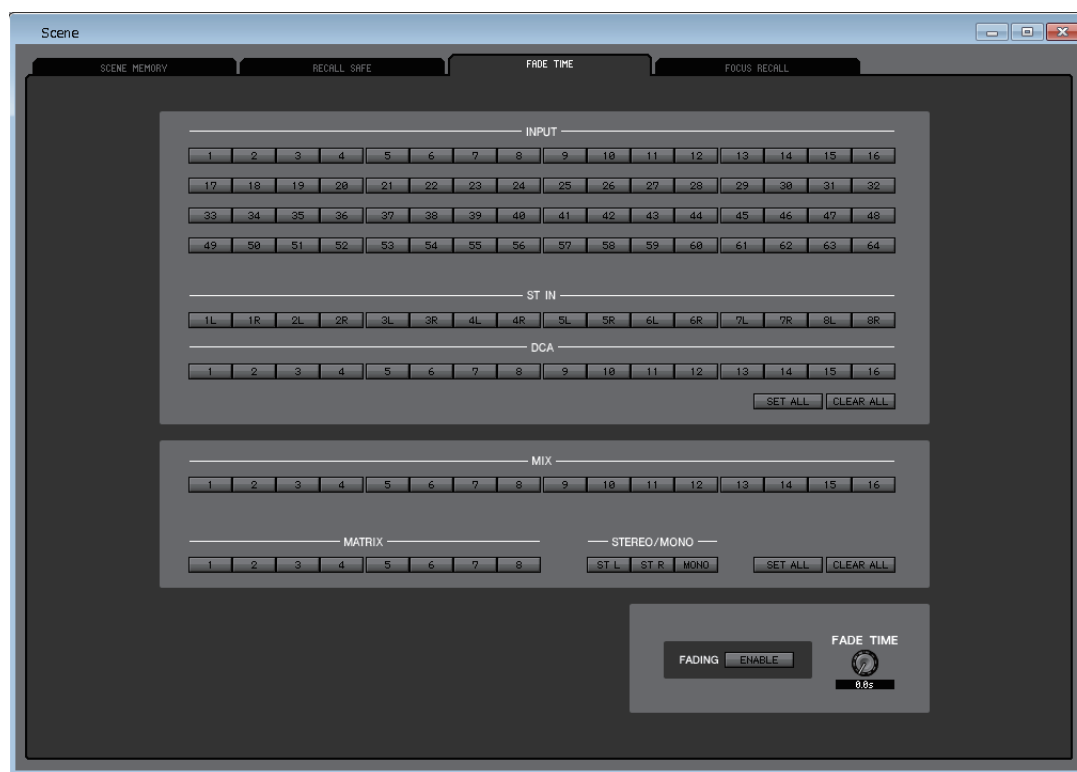 Scene
SCENE MEMORY RECALL SAFE FADE TIME FOCUS RECALL
INPUT
1 2 3 4 5 6 7 8 9 10 11 12 13 14 15 16
17 18 19 20 21 22 23 24 25 26 27 28 29 30 31 32
33 34 35 36 37 38 39 40 41 42 43 44 45 46 47 48
49 50 51 52 53 54 55 56 57 58 59 60 61 62 63 64
ST IN
1L 1R 2L 2R 3L 3R 4L 4R 5L 5R 6L 6R 7L 7R 8L 8R
DCA
1 2 3 4 5 6 7 8 9 10 11 12 13 14 15 16
SET ALL CLEAR ALL
MIX
1 2 3 4 5 6 7 8 9 10 11 12 13 14 15 16
MATRIX STEREO/MONO
1 2 3 4 5 6 7 8 ST L ST R MONO SET ALL CLEAR ALL
FADE TIME
FADING ENABLE
0.0s